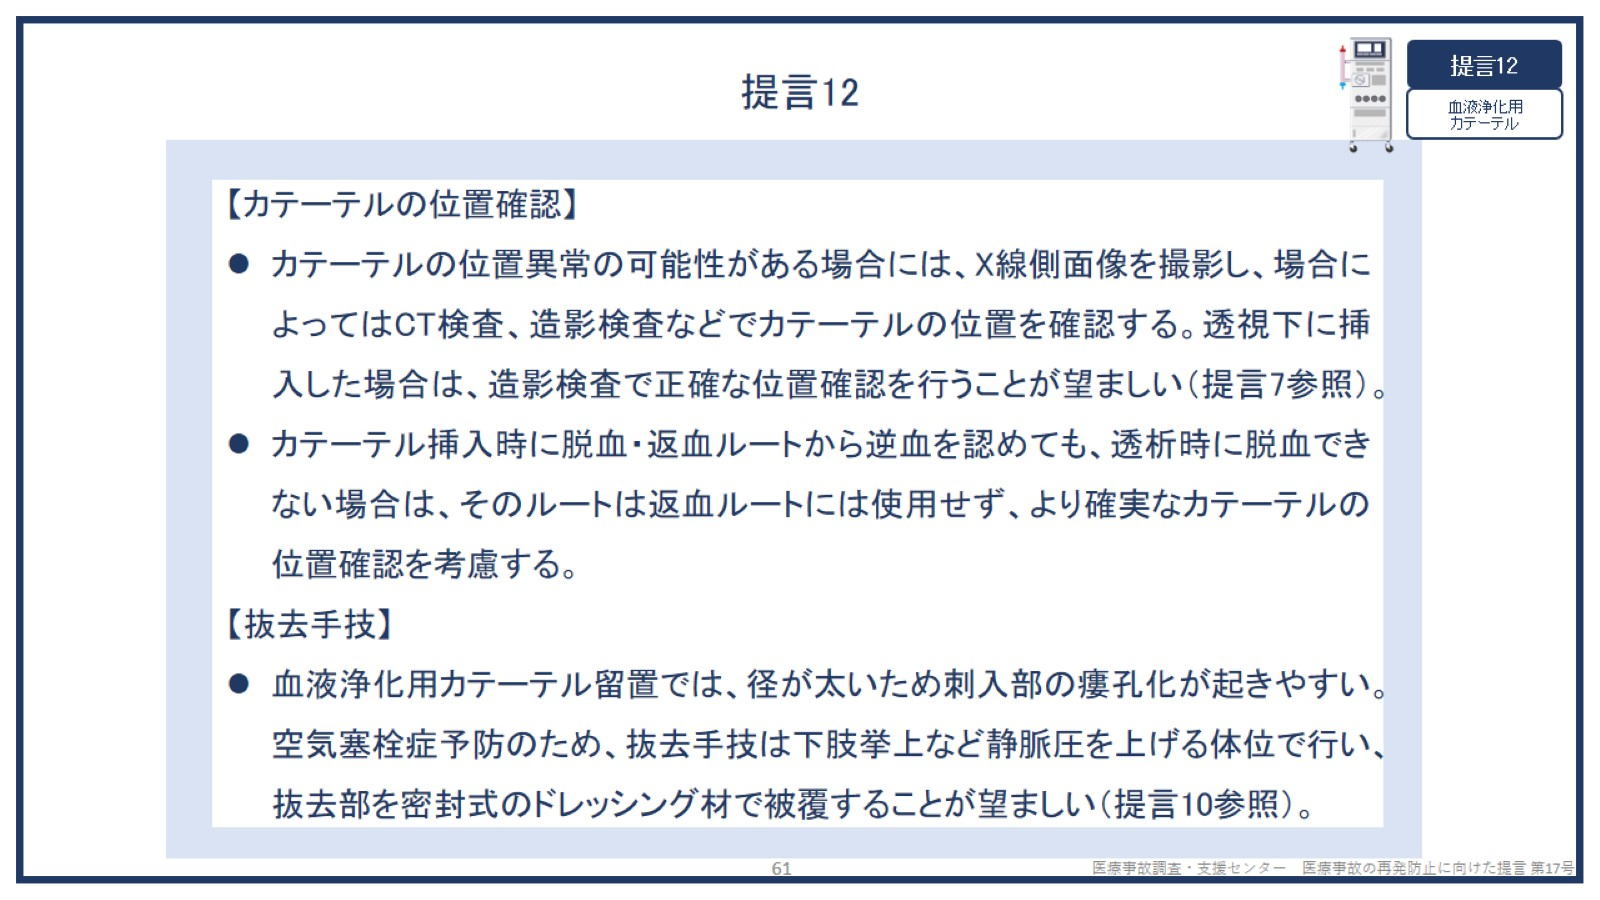 提言12
提言12
血液浄化用
カテーテル
【カテーテルの位置確認】
● カテーテルの位置異常の可能性がある場合には、X線側面像を撮影し、場合に
よってはCT検査、造影検査などでカテーテルの位置を確認する。透視下に挿
入した場合は、造影検査で正確な位置確認を行うことが望ましい（提言7参照）。
● カテーテル挿入時に脱血・返血ルートから逆血を認めても、透析時に脱血でき
ない場合は、そのルートは返血ルートには使用せず、より確実なカテーテルの
位置確認を考慮する。
【抜去手技】
● 血液浄化用カテーテル留置では、径が太いため刺入部の瘻孔化が起きやすい。
空気塞栓症予防のため、抜去手技は下肢挙上など静脈圧を上げる体位で行い、
抜去部を密封式のドレッシング材で被覆することが望ましい（提言10参照）。
61
医療事故調査・支援センター　医療事故の再発防止に向けた提言 第17号